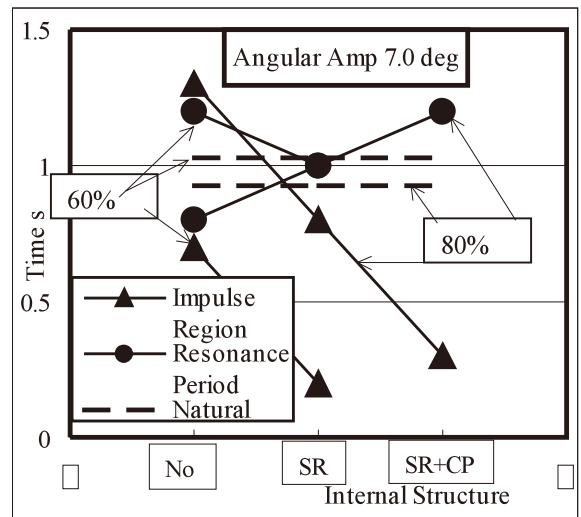 1.5
Angular Amp 7.0 deg
1
60%
80%
Time s
0.5
Impulse
Region
Resonance
Period
Natural
0
No
SR
SR+CP
Internal Structure